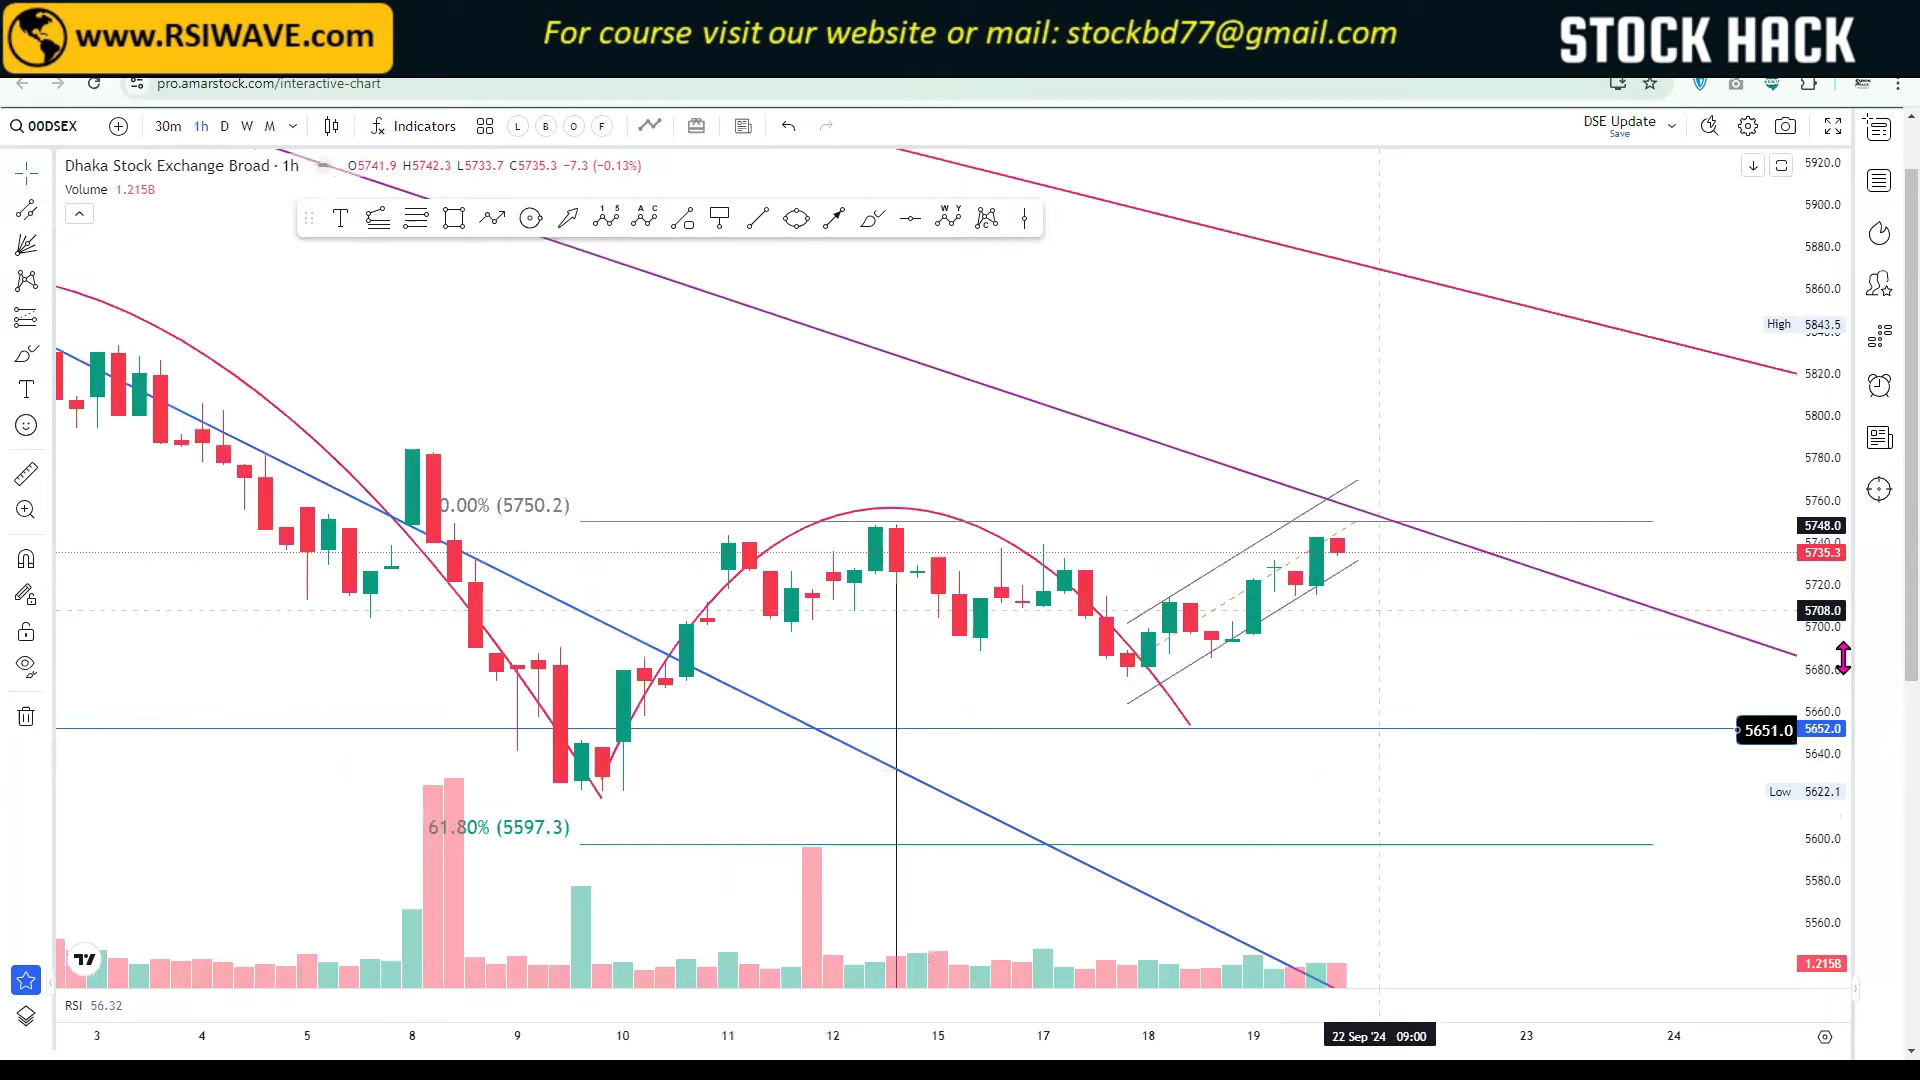 www.RSIWAVE.com
For course visit our website or mail: stockbd77@gmail.com
STOCK HACK
pro.amarstock.com/interactive-chart
00DSEX
30m 1h D W M
Indicators
L B O F
DSE Update
Save
Dhaka Stock Exchange Broad · 1h
O5741.9 H5742.3 L5733.7 C5735.3 −7.3 (−0.13%)
Volume 1.215B
5920.0
5900.0
5880.0
5860.0
High 5843.5
5820.0
5800.0
5780.0
5760.0
5748.0
5735.3
5720.0
5708.0
5700.0
5680.0
5660.0
5651.0
5652.0
5640.0
Low 5622.1
5600.0
5580.0
5560.0
1.215B
0.00% (5750.2)
61.80% (5597.3)
RSI 56.32
3 4 5 8 9 10 11 12 15 17 18 19 22 Sep '24 09:00 23 24